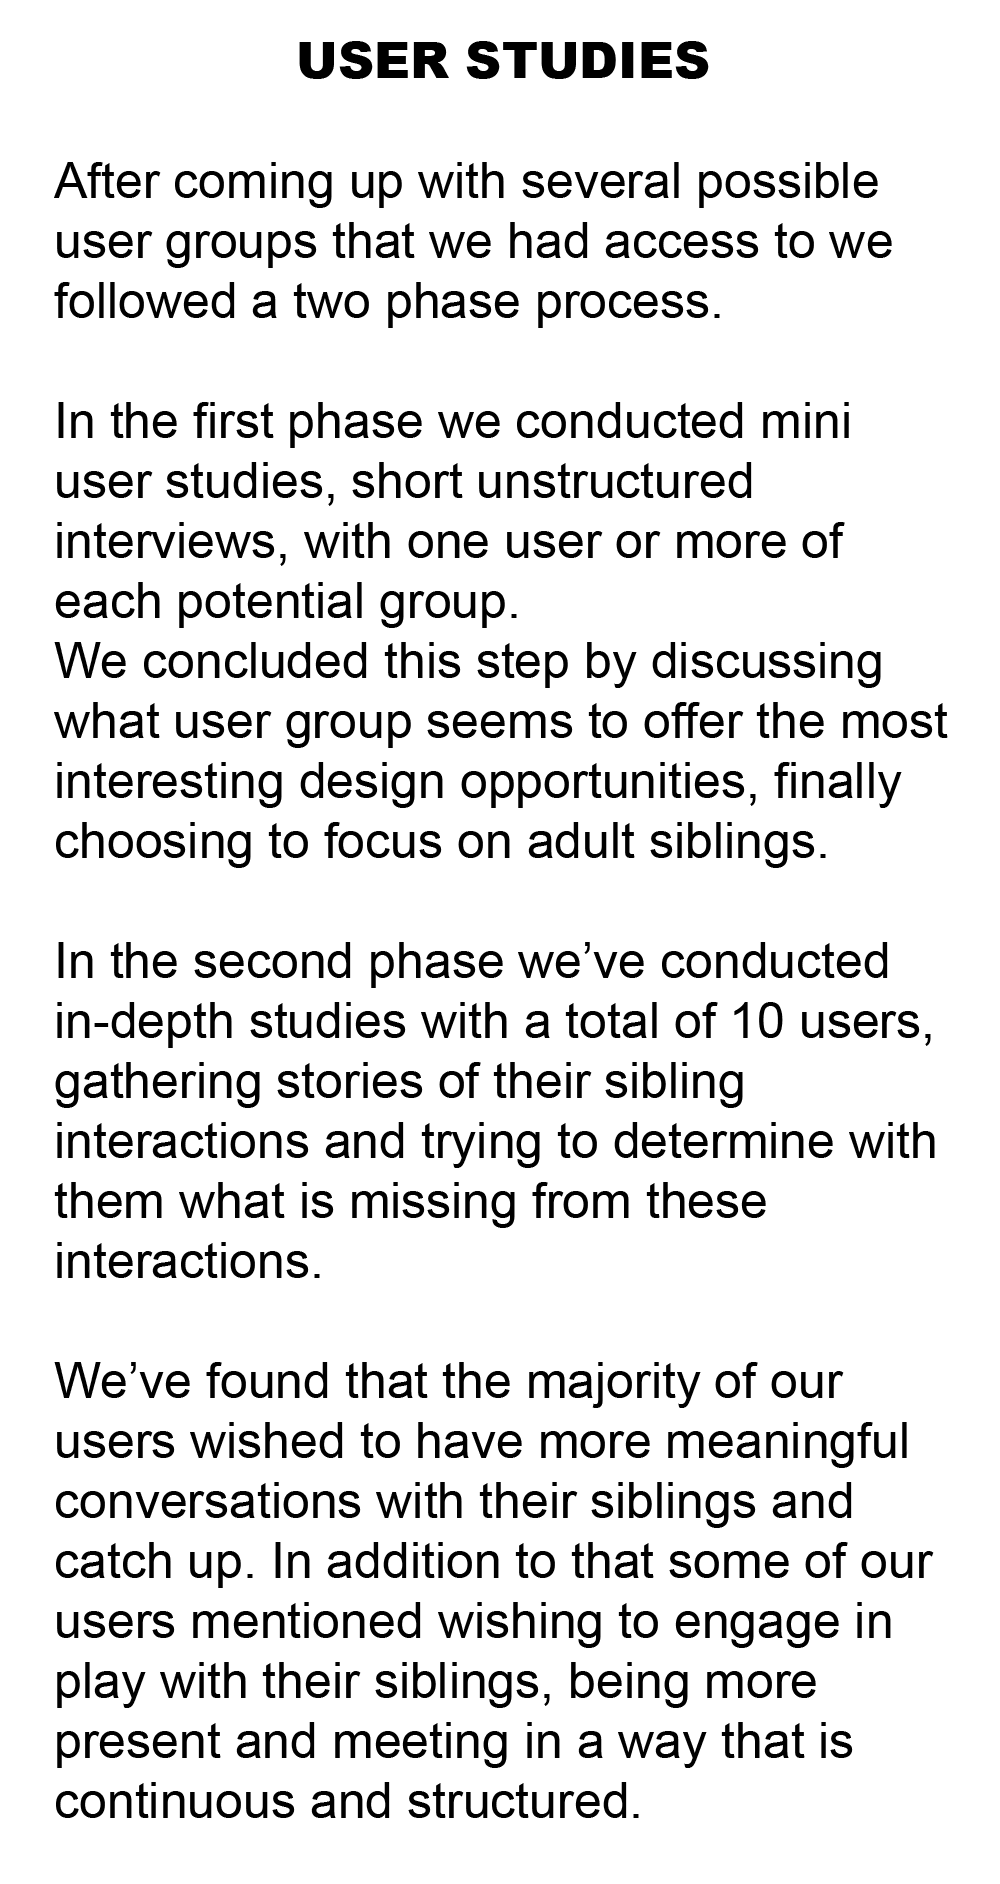 USER STUDIES
After coming up with several possible
user groups that we had access to we
followed a two phase process.
In the first phase we conducted mini
user studies, short unstructured
interviews, with one user or more of
each potential group.
We concluded this step by discussing
what user group seems to offer the most
interesting design opportunities, finally
choosing to focus on adult siblings.
In the second phase we’ve conducted
in-depth studies with a total of 10 users,
gathering stories of their sibling
interactions and trying to determine with
them what is missing from these
interactions.
We’ve found that the majority of our
users wished to have more meaningful
conversations with their siblings and
catch up. In addition to that some of our
users mentioned wishing to engage in
play with their siblings, being more
present and meeting in a way that is
continuous and structured.